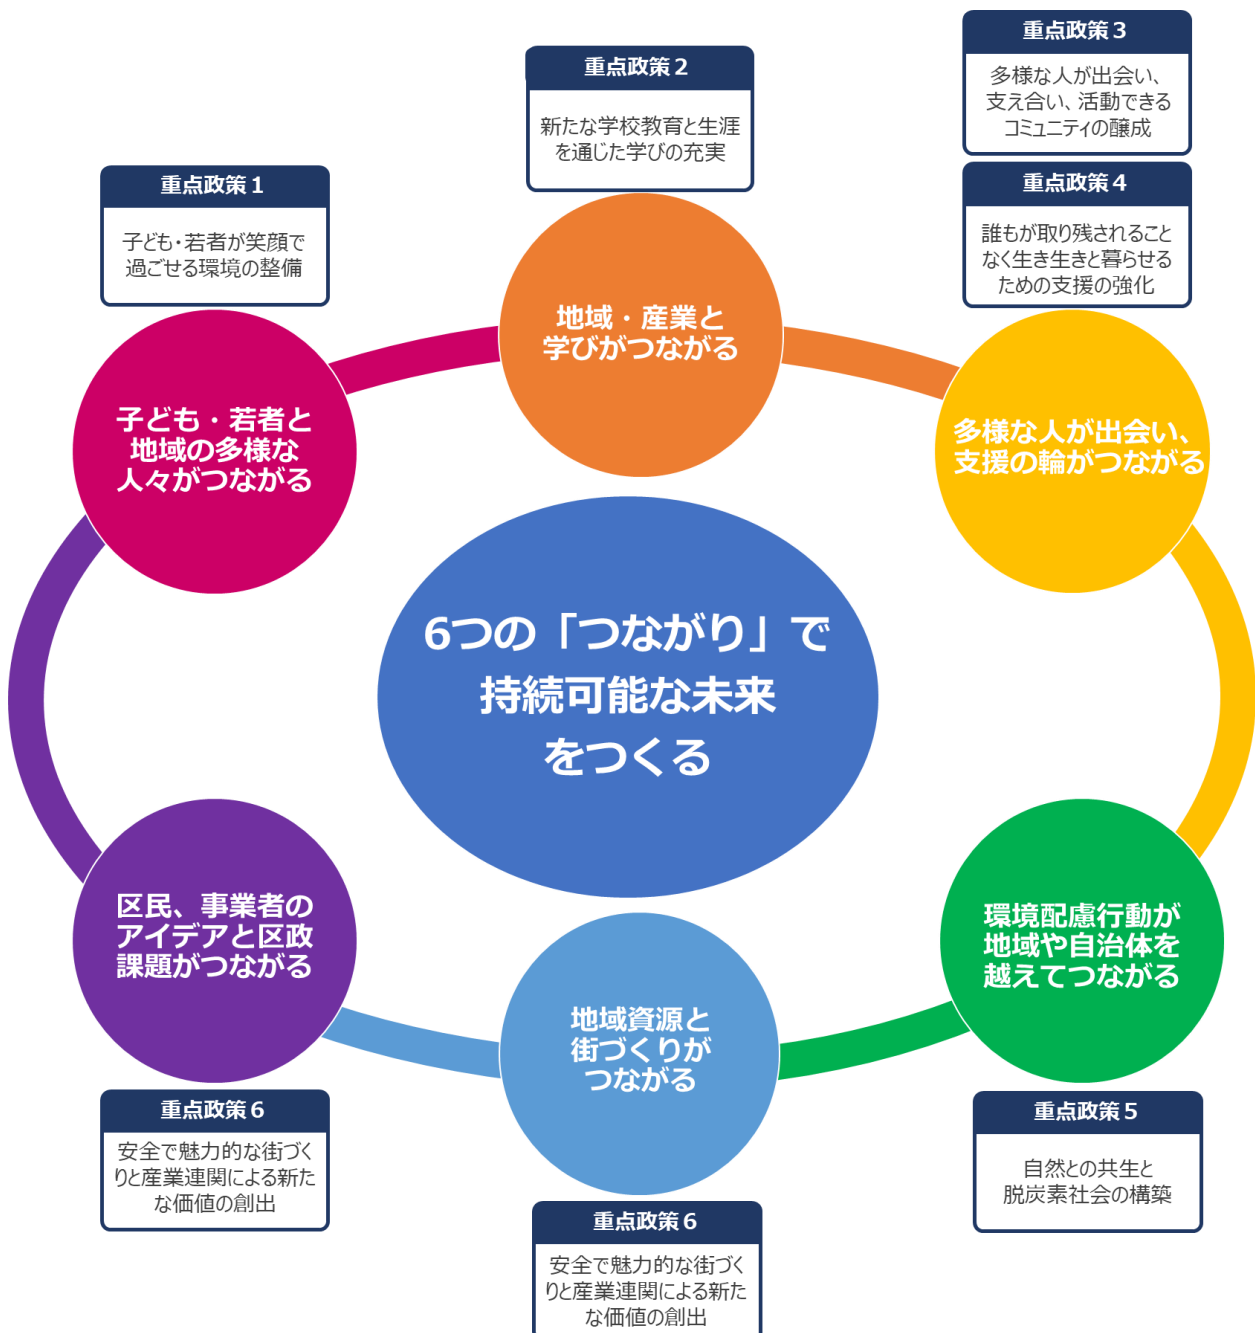 重点政策1
子ども・若者が笑顔で
過ごせる環境の整備
子ども・若者と
地域の多様な
人々がつながる
重点政策2
新たな学校教育と生涯
を通じた学びの充実
地域・産業と
学びがつながる
重点政策3
多様な人が出会い、
支え合い、活動できる
コミュニティの醸成
重点政策4
誰もが取り残されること
なく生き生きと暮らせる
ための支援の強化
多様な人が出会い、
支援の輪がつながる
6つの「つながり」で
持続可能な未来
をつくる
環境配慮行動が
地域や自治体を
越えてつながる
重点政策5
自然との共生と
脱炭素社会の構築
地域資源と
街づくりが
つながる
重点政策6
安全で魅力的な街づく
りと産業連関による新た
な価値の創出
区民、事業者の
アイデアと区政
課題がつながる
重点政策6
安全で魅力的な街づく
りと産業連関による新た
な価値の創出